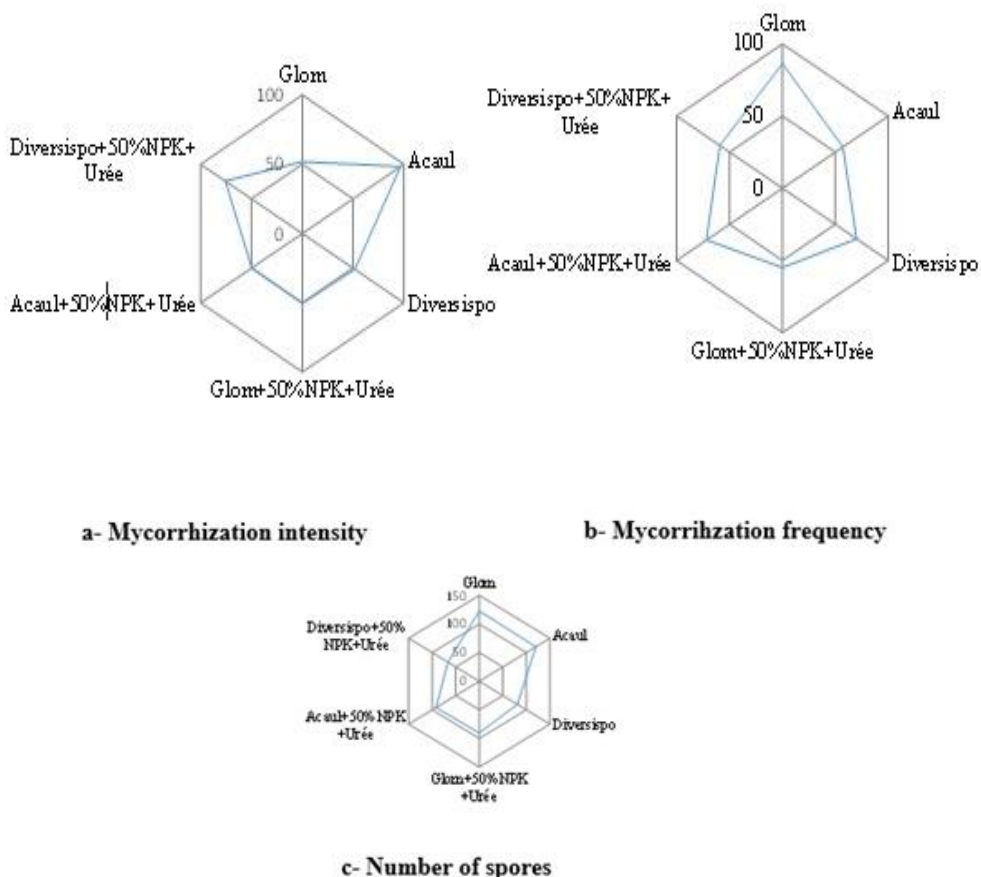 Glom
100
Diversispo+50%NPK+
Urée
50
Acaul
0
Acaul+50%NPK+Urée
Diversispo
Glom+50%NPK+Urée
a- Mycorrhization intensity
Glom
100
Diversispo+50%NPK+
Urée
Acaul
50
0
Acaul+50%NPK+Urée
Diversispo
Glom+50%NPK+Urée
b- Mycorrihzation frequency
Glom
150
100
Diversispo+50%
NPK+Urée
Acaul
50
0
Acaul+50%NPK
+Urée
Diversispo
Glom+50%NPK
+Urée
c- Number of spores